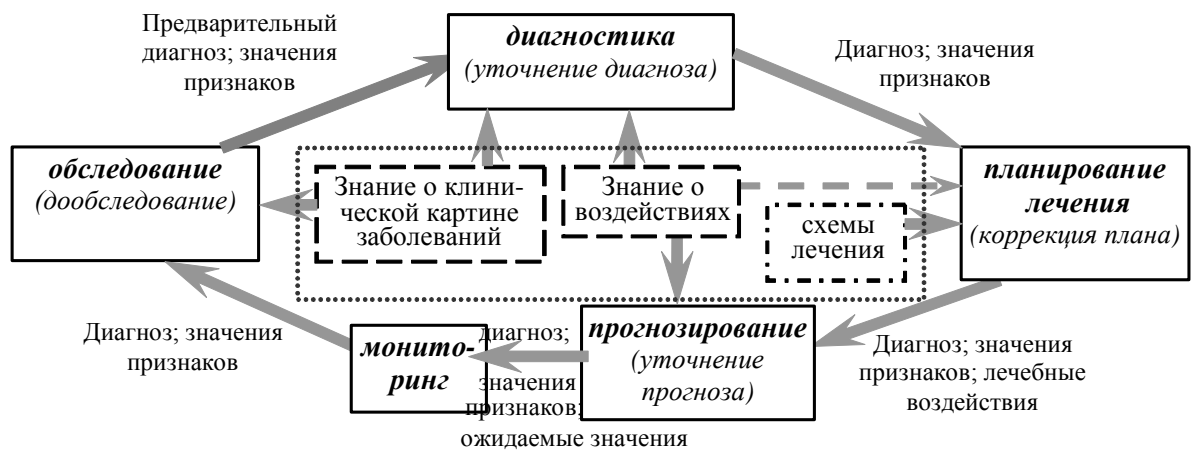 Предварительный
диагноз; значения
признаков
диагностика
(уточнение диагноза)
Диагноз; значения
признаков
обследование
(дообследование)
Знание о клини-
ческой картине
заболеваний
Знание о
воздействиях
схемы
лечения
планирование
лечения
(коррекция плана)
Диагноз; значения
признаков
монито-
ринг
диагноз;
значения
признаков;
ожидаемые значения
прогнозирование
(уточнение
прогноза)
Диагноз; значения
признаков; лечебные
воздействия